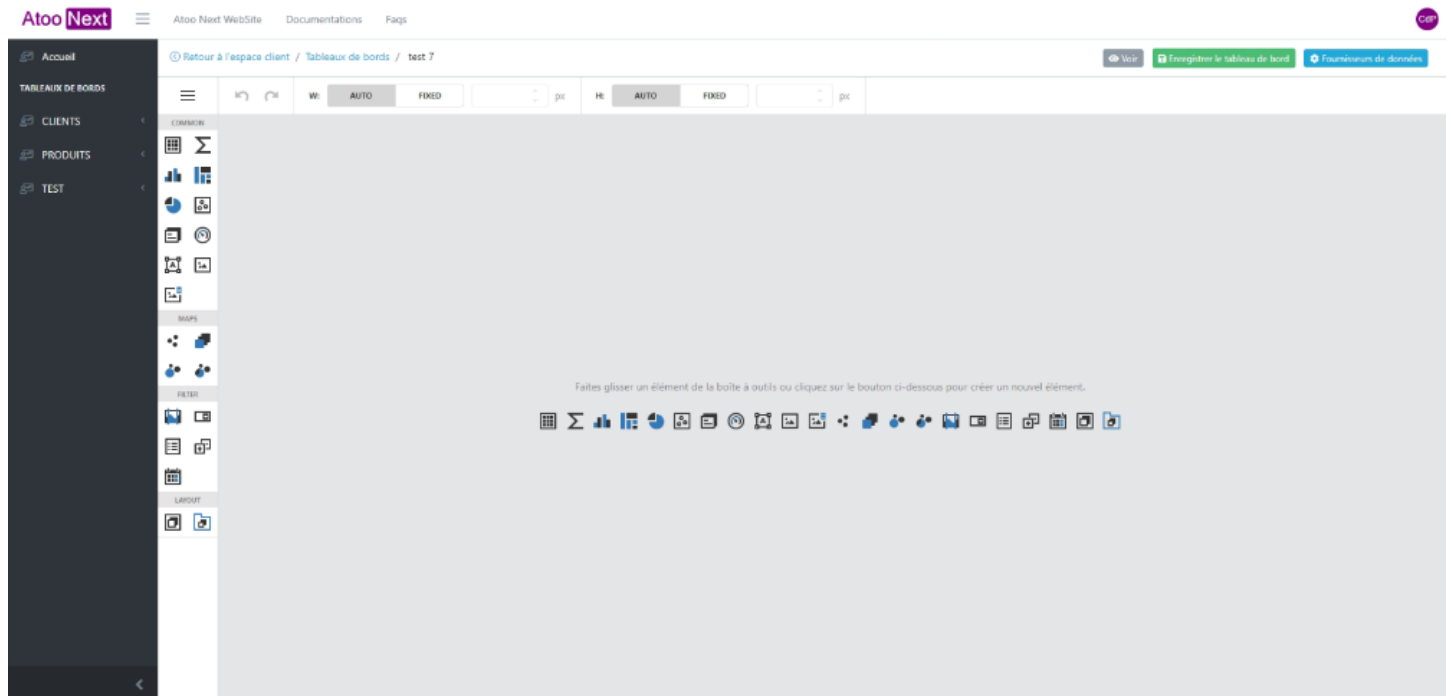 Atoo Next
Atoo Next WebSite Documentations Faqs
CdP
Accueil
TABLEAUX DE BORDS
CLIENTS
PRODUITS
TEST
Retour à l'espace client / Tableaux de bords / test 7
Voir
Enregistrer le tableau de bord
Fournisseurs de données
W: AUTO FIXED px H: AUTO FIXED px
COMMON
MAPS
FILTER
LAYOUT
Faites glisser un élément de la boîte à outils ou cliquez sur le bouton ci-dessous pour créer un nouvel élément.